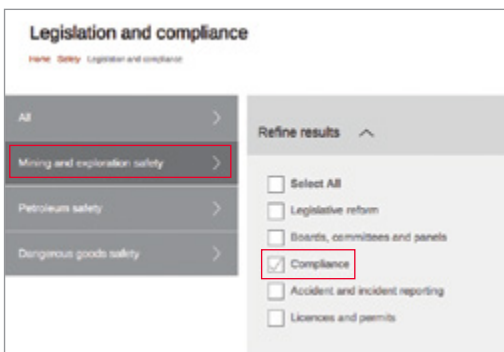 Legislation and compliance
Home Safety Legislation and compliance
All
Mining and exploration safety
Petroleum safety
Dangerous goods safety
Refine results
Select All
Legislative reform
Boards, committees and panels
Compliance
Accident and incident reporting
Licences and permits